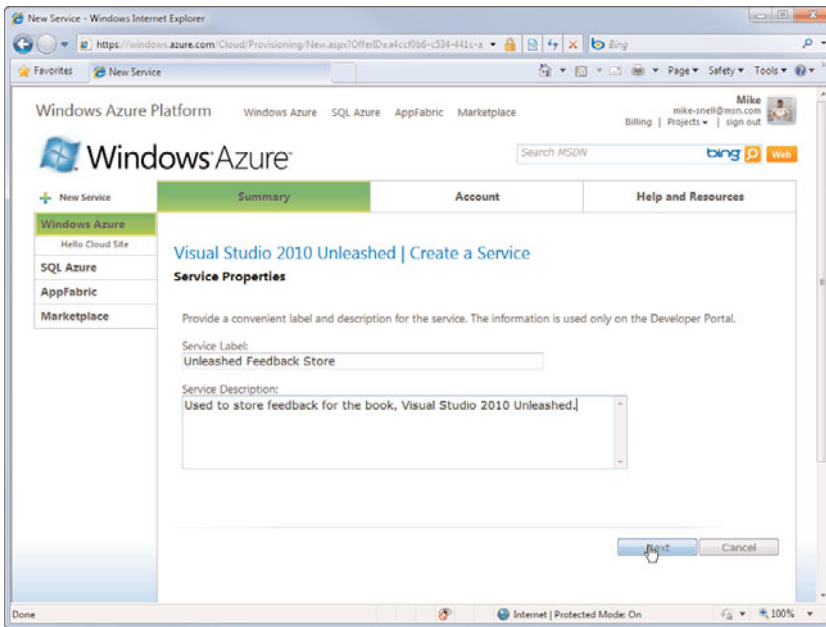 New Service - Windows Internet Explorer
https://windows.azure.com/Cloud/Provisioning/New.aspx?OfferID=a4ccf0b6-c534-441c-a
Bing
Favorites
New Service
Page
Safety
Tools
Windows Azure Platform
Windows Azure
SQL Azure
AppFabric
Marketplace
Mike
mike-snell@msn.com
Billing | Projects | sign out
Windows Azure
Search MSDN
bing
Web
New Service
Summary
Account
Help and Resources
Windows Azure
Hello Cloud Site
SQL Azure
AppFabric
Marketplace
Visual Studio 2010 Unleashed | Create a Service
Service Properties
Provide a convenient label and description for the service. The information is used only on the Developer Portal.
Service Label:
Unleashed Feedback Store
Service Description:
Used to store feedback for the book, Visual Studio 2010 Unleashed.
Next
Cancel
Done
Internet | Protected Mode: On
100%